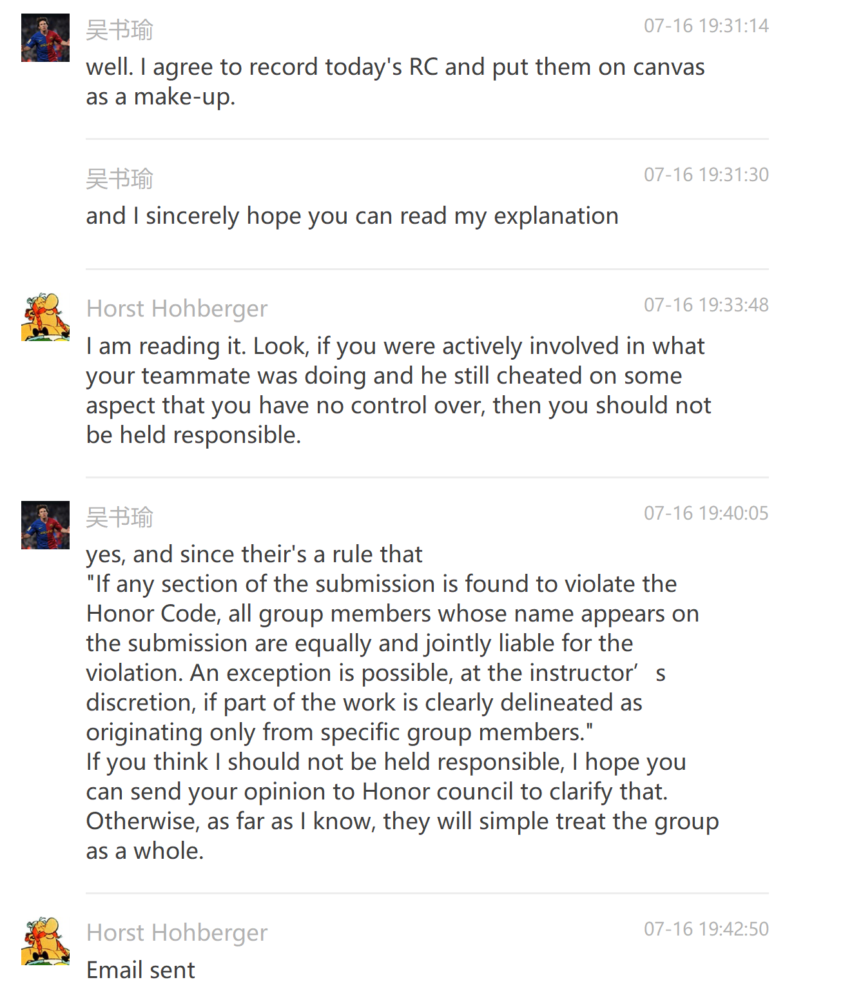 吴书瑜
07-16 19:31:14
well. I agree to record today's RC and put them on canvas
as a make-up.
吴书瑜
07-16 19:31:30
and I sincerely hope you can read my explanation
Horst Hohberger
07-16 19:33:48
I am reading it. Look, if you were actively involved in what
your teammate was doing and he still cheated on some
aspect that you have no control over, then you should not
be held responsible.
吴书瑜
07-16 19:40:05
yes, and since their's a rule that
"If any section of the submission is found to violate the
Honor Code, all group members whose name appears on
the submission are equally and jointly liable for the
violation. An exception is possible, at the instructor’ s
discretion, if part of the work is clearly delineated as
originating only from specific group members."
If you think I should not be held responsible, I hope you
can send your opinion to Honor council to clarify that.
Otherwise, as far as I know, they will simple treat the group
as a whole.
Horst Hohberger
07-16 19:42:50
Email sent